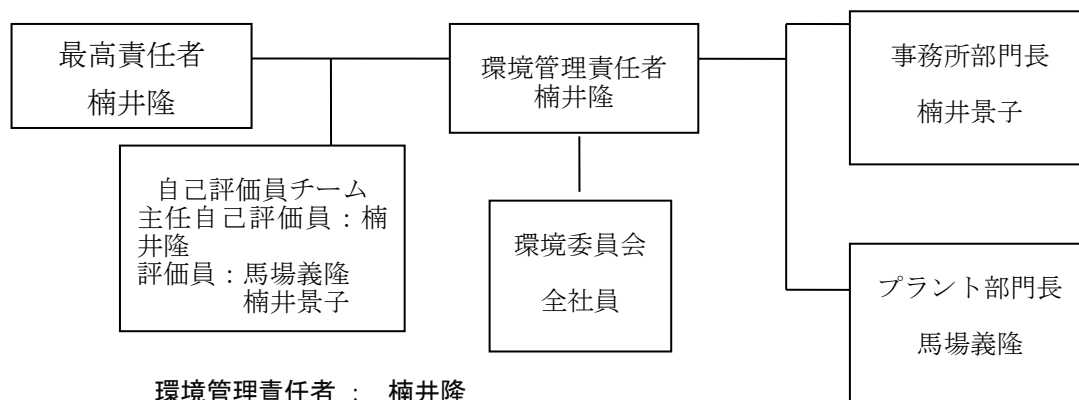 最高責任者
楠井隆
環境管理責任者
楠井隆
事務所部門長
楠井景子
自己評価員チーム
主任自己評価員：楠
井隆
評価員：馬場義隆
楠井景子
環境委員会
全社員
プラント部門長
馬場義隆
環境管理責任者 ： 楠井隆